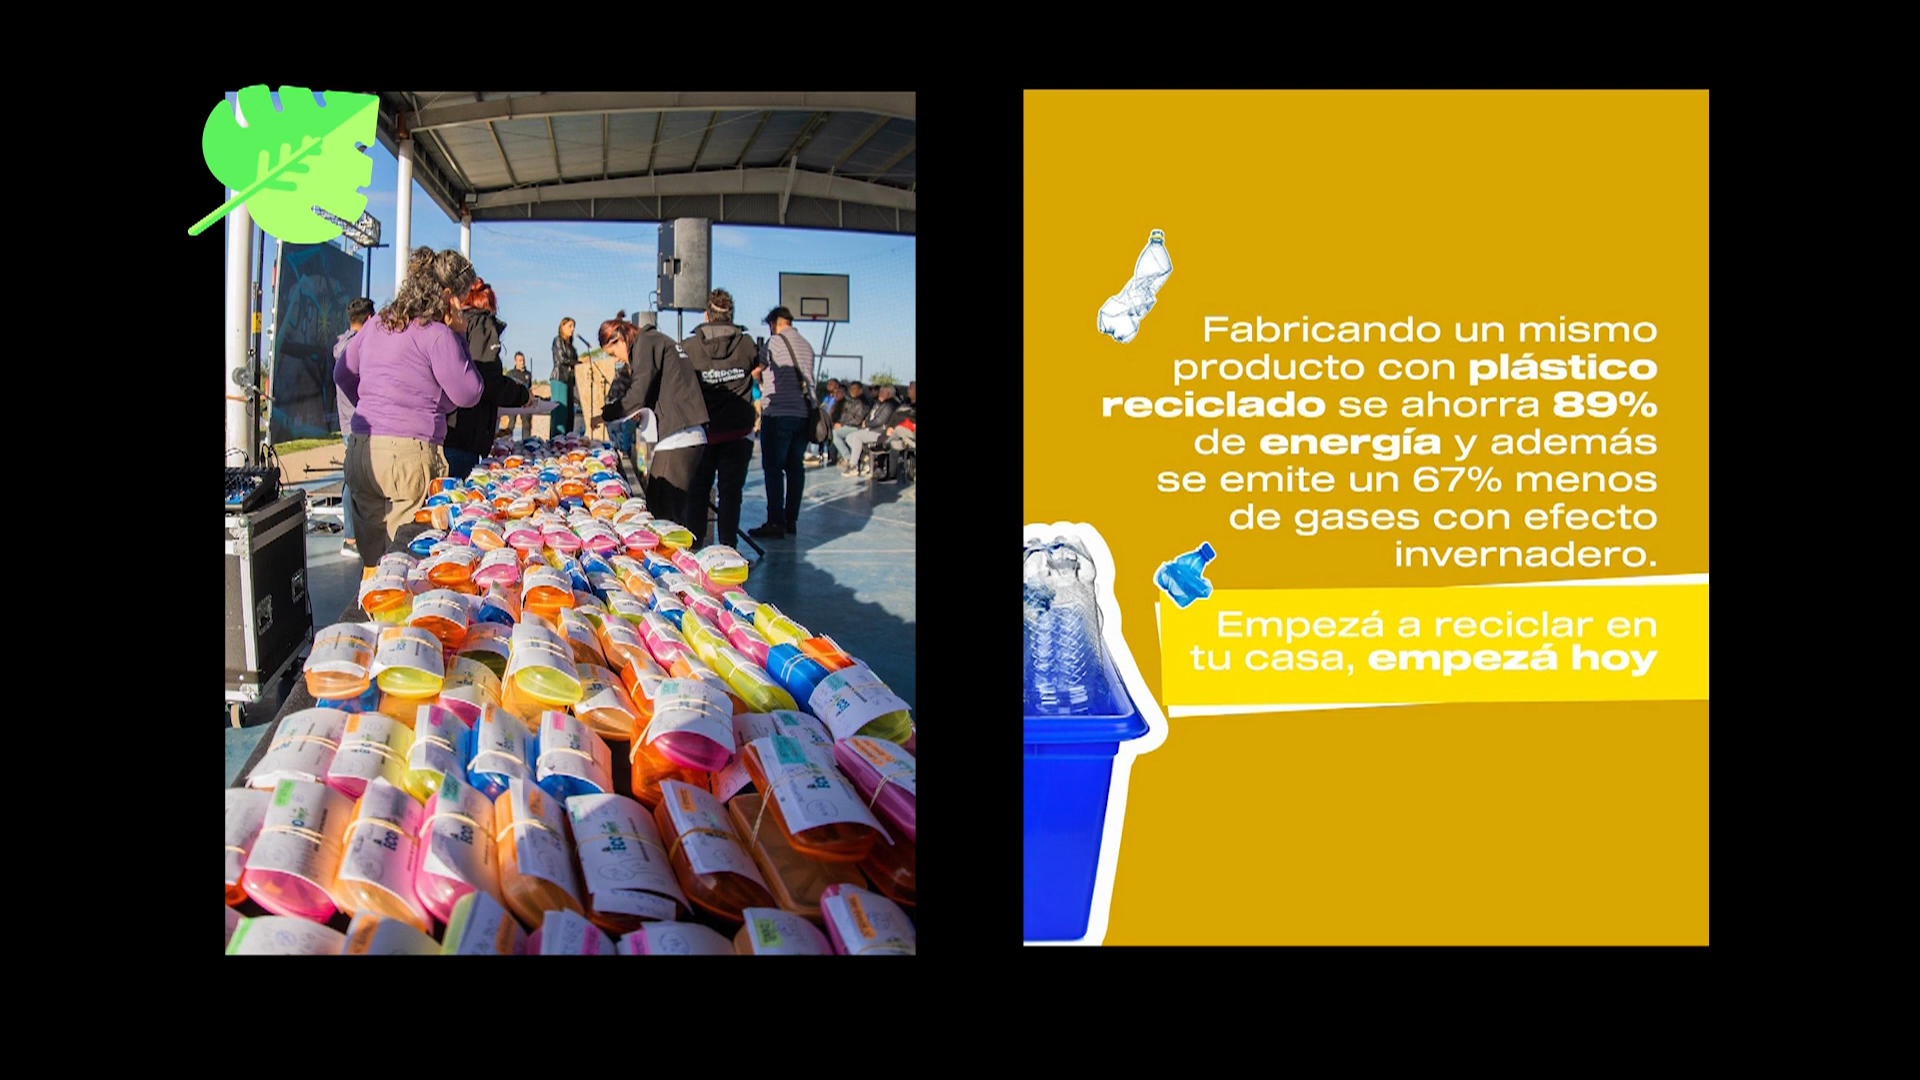 CÓRDOBA
Fabricando un mismo
producto con plástico
reciclado se ahorra 89%
de energía y además
se emite un 67% menos
de gases con efecto
invernadero.
Empezá a reciclar en
tu casa, empezá hoy